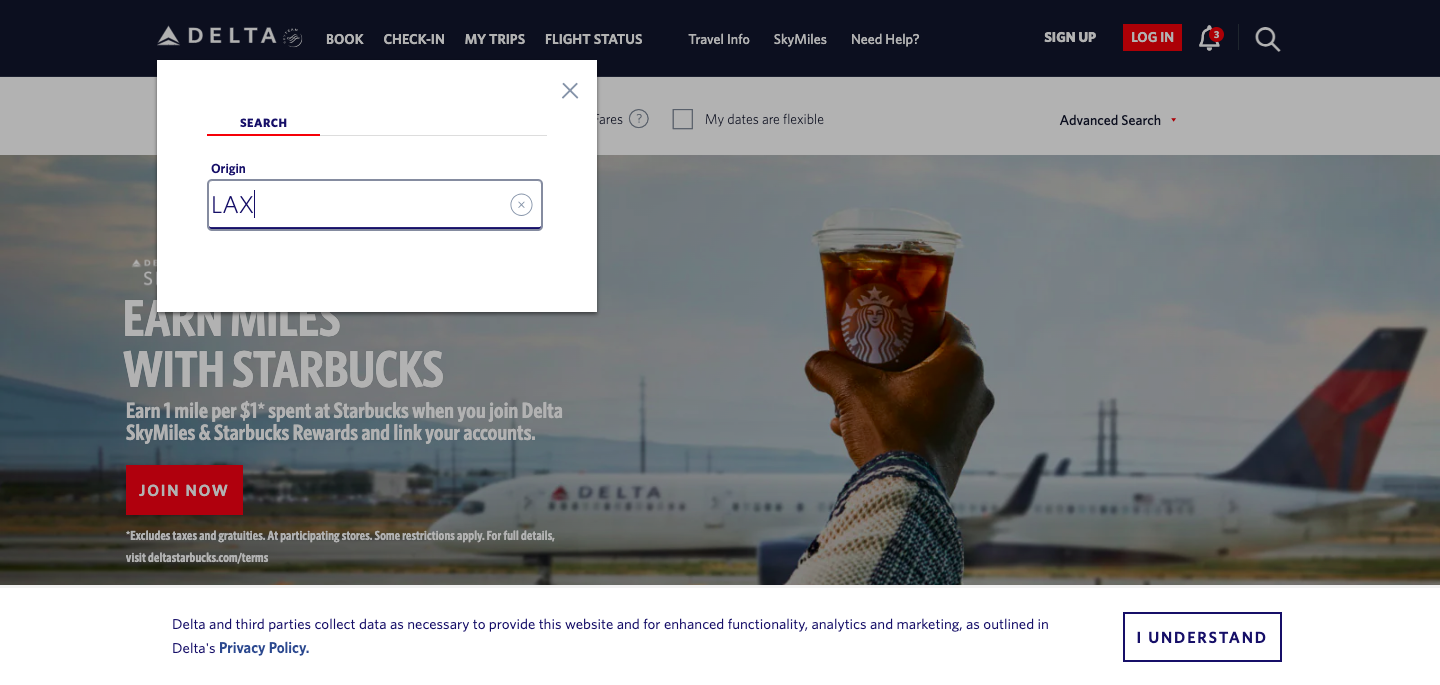 DELTA
BOOK
CHECK-IN
MY TRIPS
FLIGHT STATUS
Travel Info
SkyMiles
Need Help?
SIGN UP
LOG IN
3
SEARCH
Origin
LAX
Fares
?
My dates are flexible
Advanced Search
EARN MILES
WITH STARBUCKS
Earn 1 mile per $1* spent at Starbucks when you join Delta
SkyMiles & Starbucks Rewards and link your accounts.
JOIN NOW
*Excludes taxes and gratuities. At participating stores. Some restrictions apply. For full details,
visit deltastarbucks.com/terms
DELTA
Delta and third parties collect data as necessary to provide this website and for enhanced functionality, analytics and marketing, as outlined in
Delta's Privacy Policy.
I UNDERSTAND